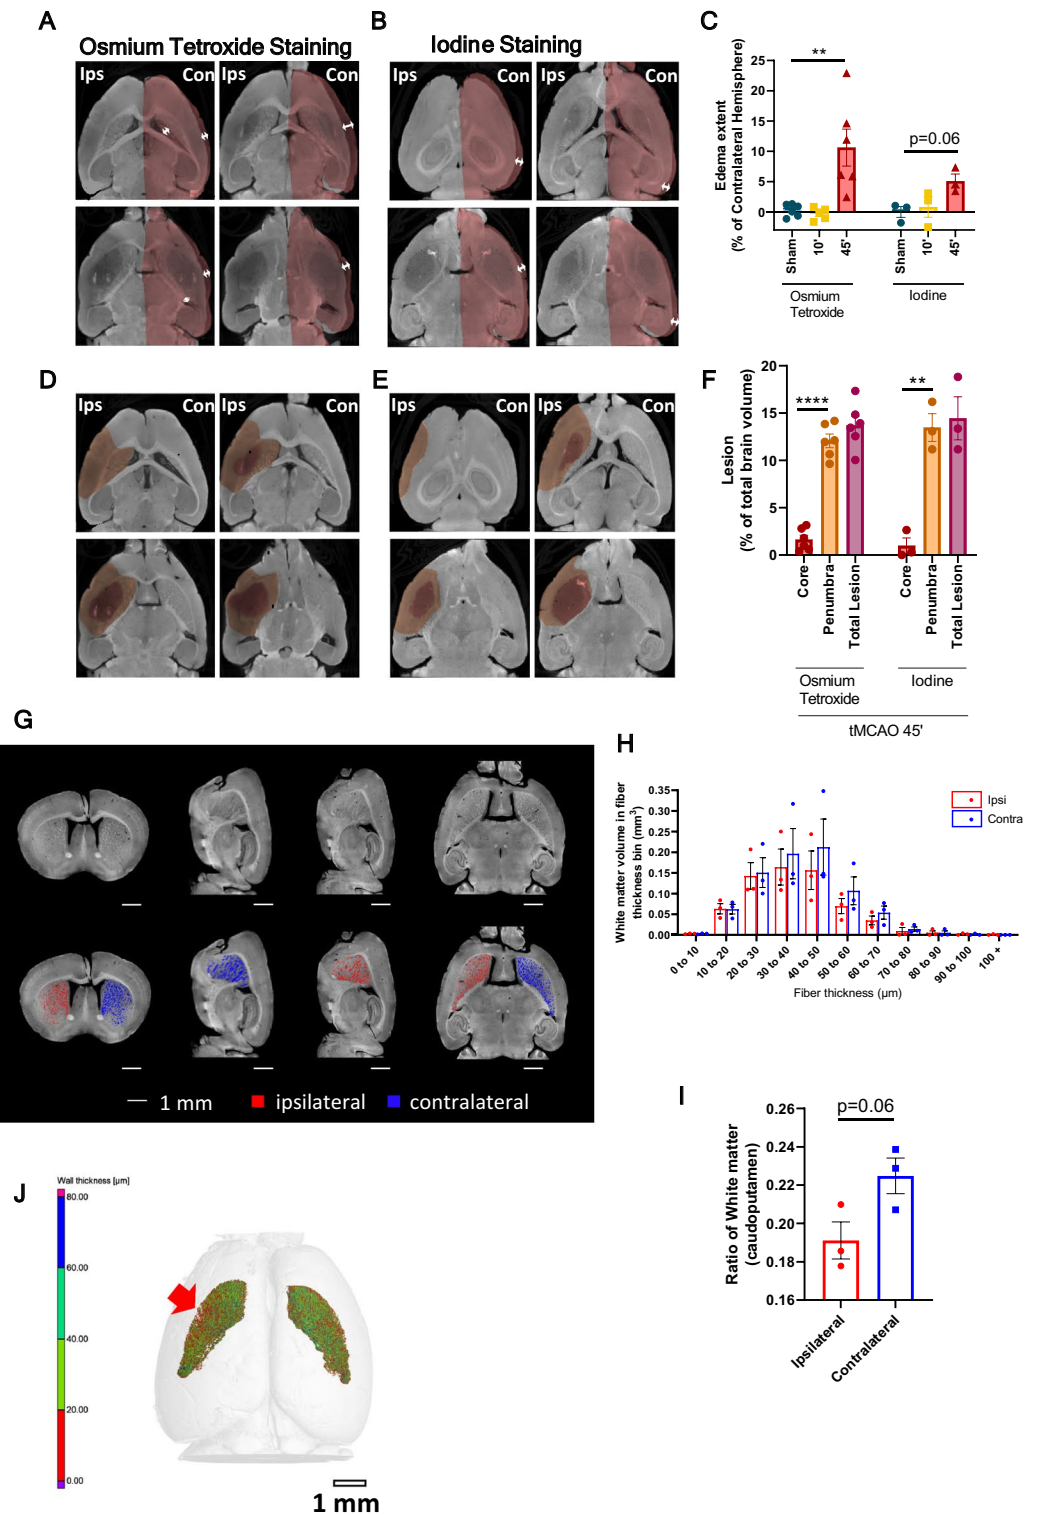 A
B
C
Osmium Tetroxide Staining
Iodine Staining
Ips
Con
Ips
Con
Ips
Con
Ips
Con
Edema extent
(% of Contralateral Hemisphere)
25
20
15
10
5
0
**
p=0.06
Sham
10'
45'
Sham
10'
45'
Osmium
Tetroxide
Iodine
D
E
F
Ips
Con
Ips
Con
Ips
Con
Ips
Con
Lesion
(% of total brain volume)
20
15
10
5
0
****
**
Core
Penumbra
Total Lesion
Core
Penumbra
Total Lesion
Osmium
Tetroxide
Iodine
tMCAO 45'
G
1 mm
ipsilateral
contralateral
H
White matter volume in fiber
thickness bin (mm³)
0.35
0.30
0.25
0.20
0.15
0.10
0.05
0.00
Ipsi
Contra
0 to 10
10 to 20
20 to 30
30 to 40
40 to 50
50 to 60
60 to 70
70 to 80
80 to 90
90 to 100
100 +
Fiber thickness (µm)
I
Ratio of White matter
(caudoputamen)
0.26
0.24
0.22
0.20
0.18
0.16
p=0.06
Ipsilateral
Contralateral
J
Wall thickness [µm]
80.00
60.00
40.00
20.00
0.00
1 mm